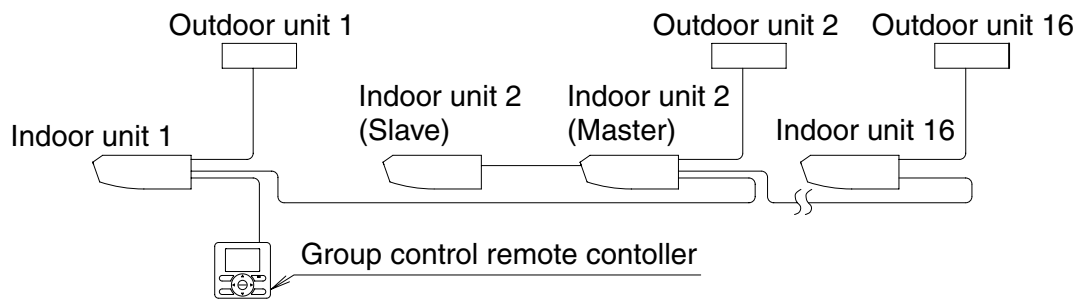 Outdoor unit 1
Outdoor unit 2
Outdoor unit 16
Indoor unit 1
Indoor unit 2
(Slave)
Indoor unit 2
(Master)
Indoor unit 16
Group control remote contoller